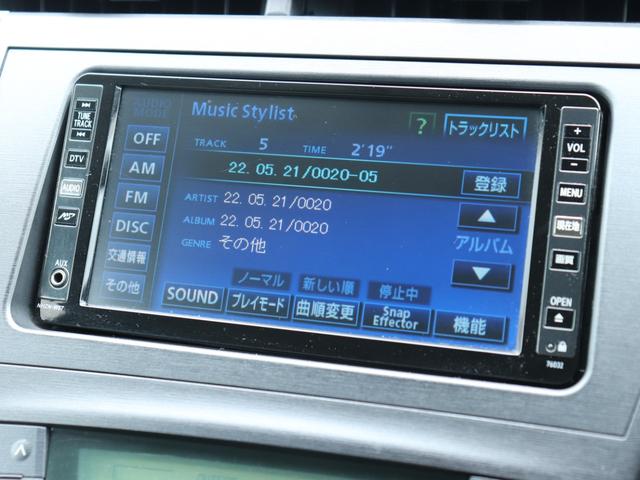 AUDIO MODE
Music Stylist
?
トラックリスト
TRACK 5 TIME 2'19"
22. 05. 21/0020-05
登録
ARTIST 22. 05. 21/0020
ALBUM 22. 05. 21/0020
アルバム
GENRE その他
OFF
AM
FM
DISC
交通情報
その他
ノーマル
新しい順
停止中
SOUND
プレイモード
曲順変更
Snap Effector
機能
TUNE TRACK
DTV
AUDIO
AUX
+
VOL
−
MENU
現在地
画質
OPEN
76032